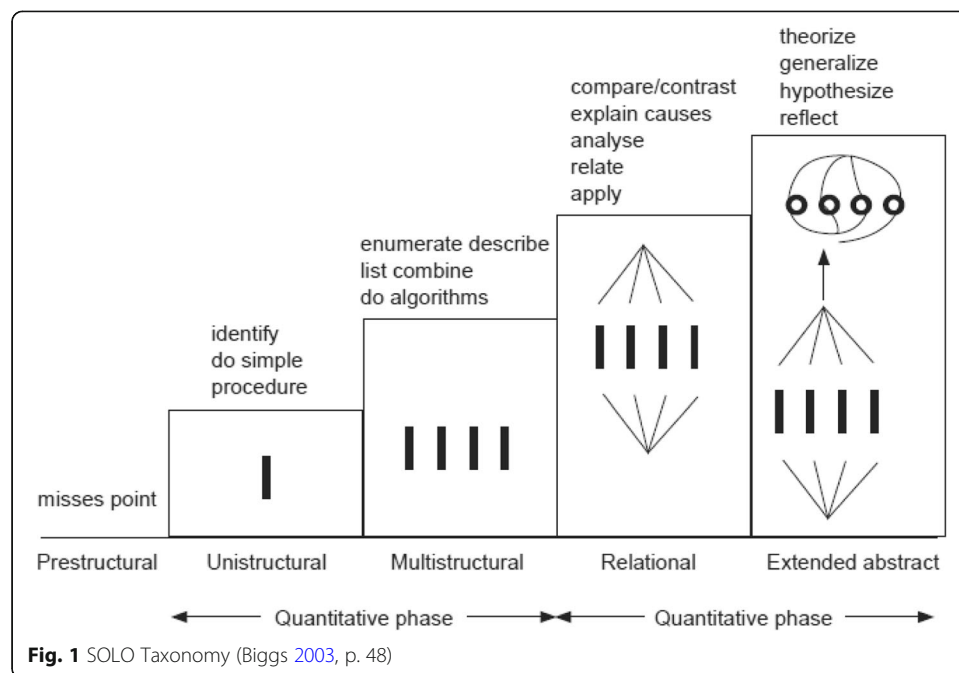 theorize
generalize
hypothesize
reflect
compare/contrast
explain causes
analyse
relate
apply
enumerate describe
list combine
do algorithms
identify
do simple
procedure
misses point
Prestructural Unistructural Multistructural Relational Extended abstract
Quantitative phase Quantitative phase
Fig. 1 SOLO Taxonomy (Biggs 2003, p. 48)